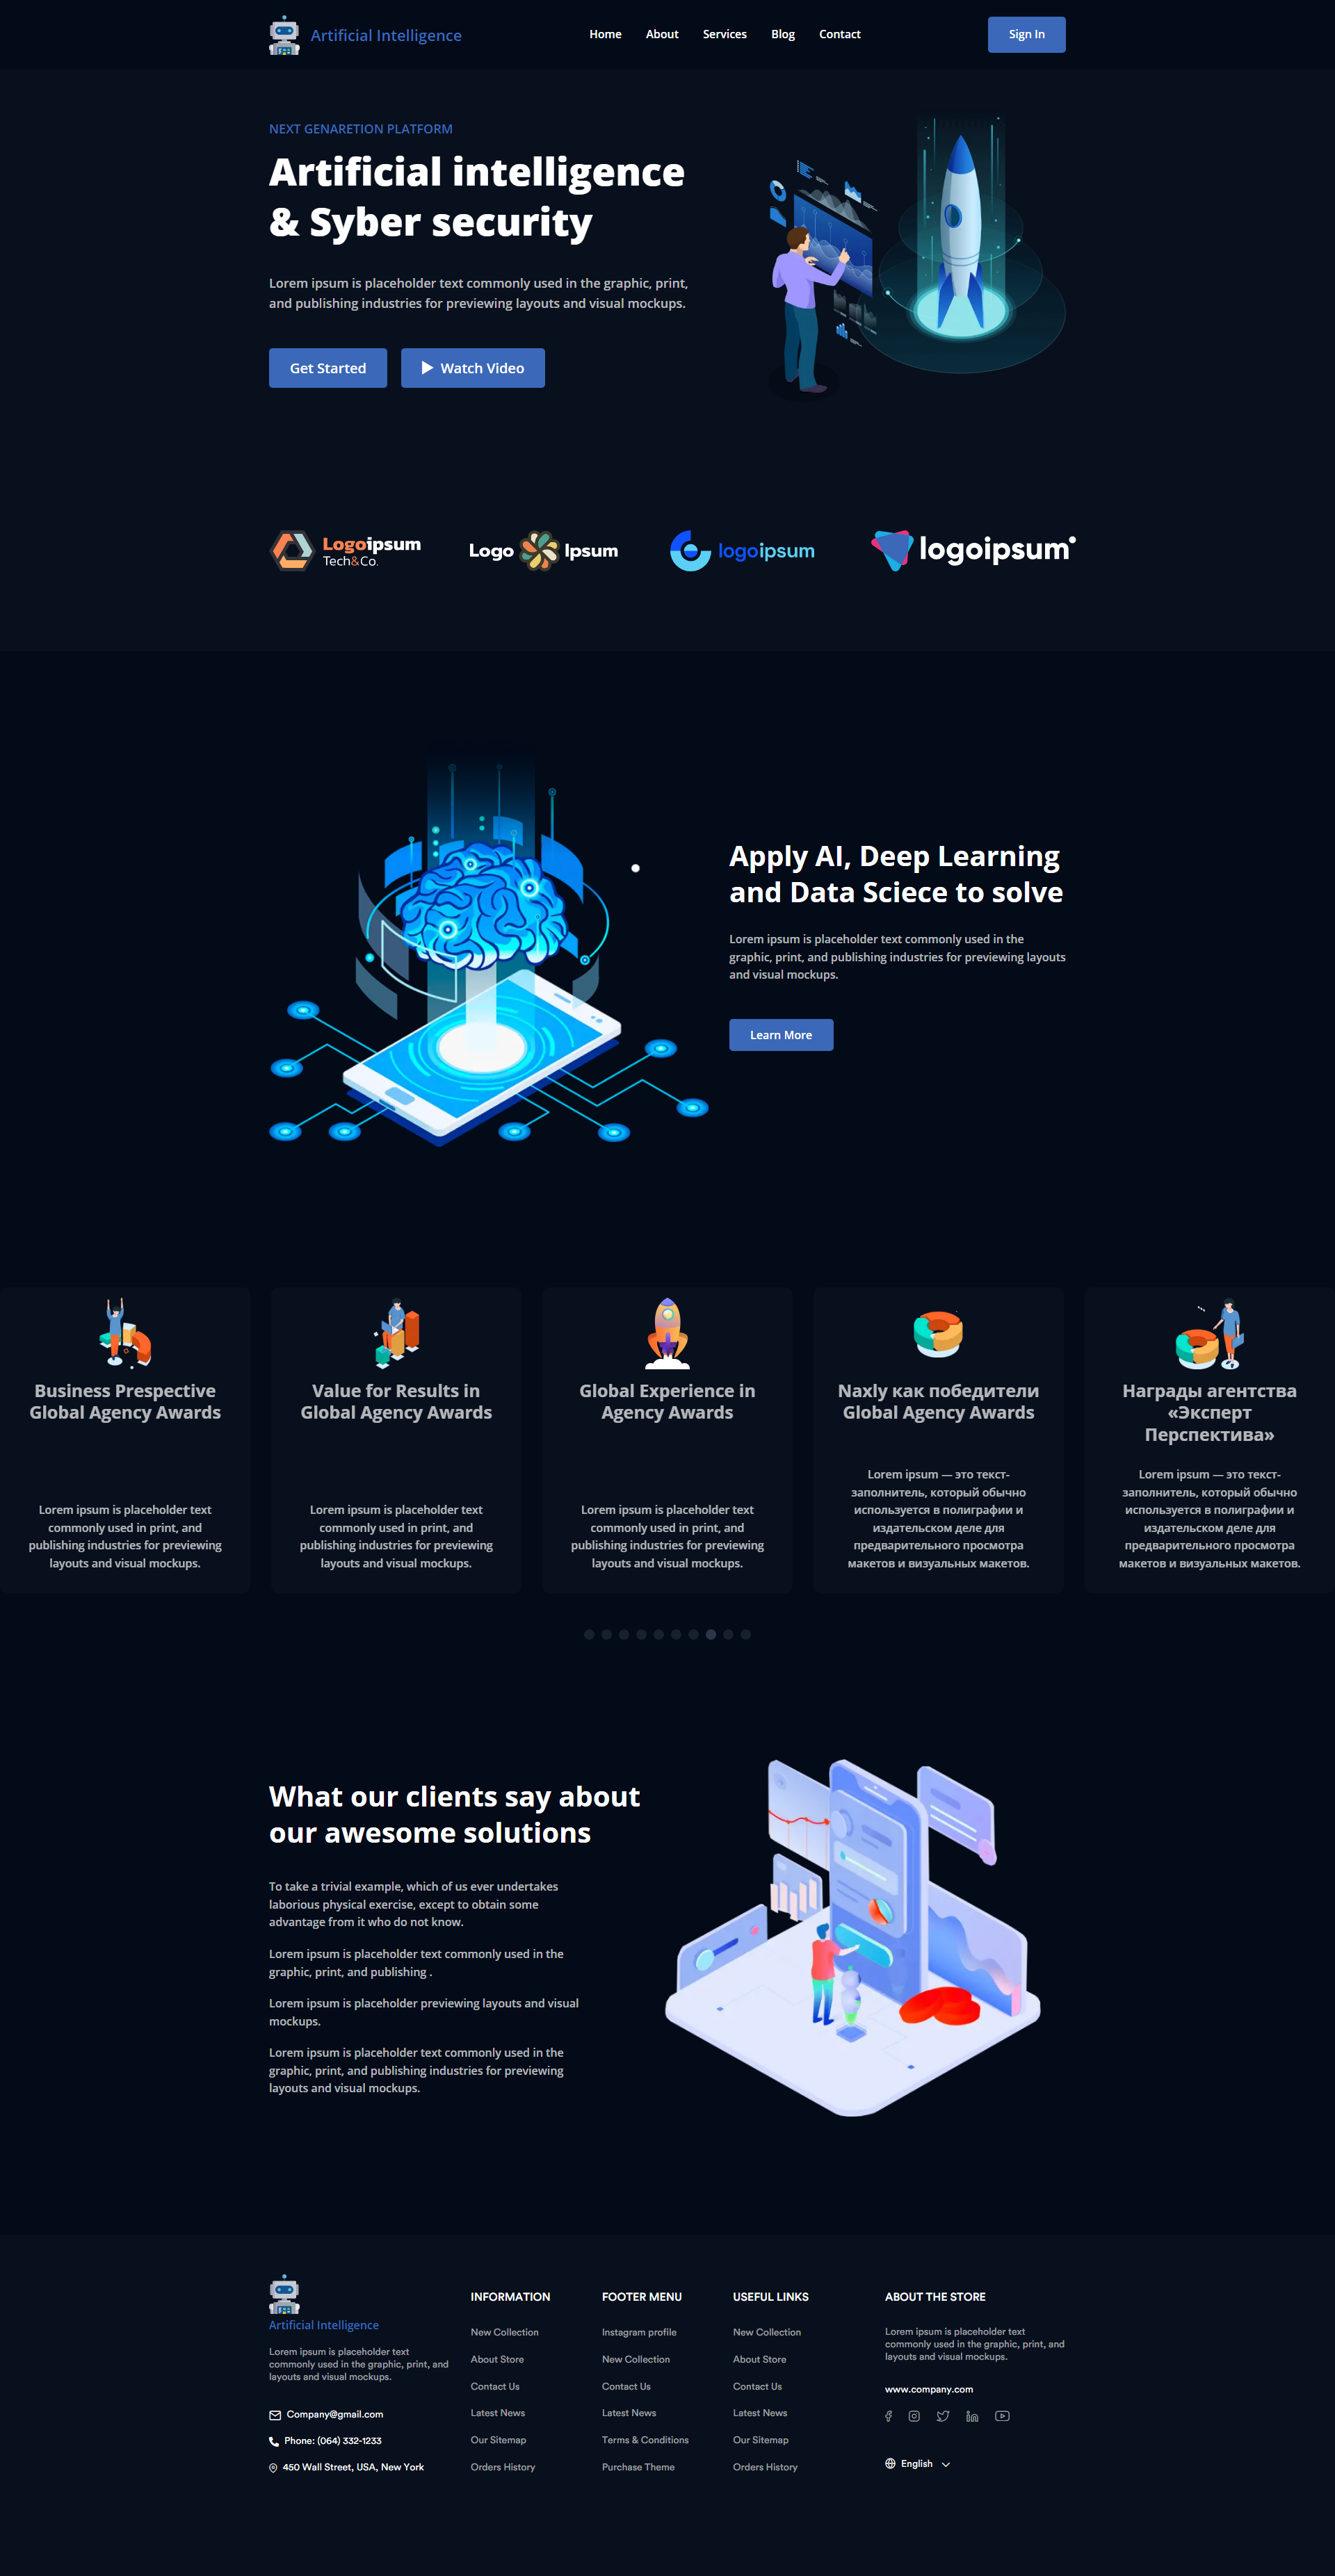 Artificial Intelligence
Home
About
Services
Blog
Contact
Sign In
NEXT GENARETION PLATFORM
Artificial intelligence
& Syber security
Lorem ipsum is placeholder text commonly used in the graphic, print,
and publishing industries for previewing layouts and visual mockups.
Get Started
Watch Video
Logoipsum
Tech&Co.
Logo Ipsum
logoipsum
logoipsum
Apply AI, Deep Learning
and Data Sciece to solve
Lorem ipsum is placeholder text commonly used in the
graphic, print, and publishing industries for previewing layouts
and visual mockups.
Learn More
Business Prespective
Global Agency Awards
Lorem ipsum is placeholder text
commonly used in print, and
publishing industries for previewing
layouts and visual mockups.
Value for Results in
Global Agency Awards
Lorem ipsum is placeholder text
commonly used in print, and
publishing industries for previewing
layouts and visual mockups.
Global Experience in
Agency Awards
Lorem ipsum is placeholder text
commonly used in print, and
publishing industries for previewing
layouts and visual mockups.
Naxly как победители
Global Agency Awards
Lorem ipsum — это текст-
заполнитель, который обычно
используется в полиграфии и
издательском деле для
предварительного просмотра
макетов и визуальных макетов.
Награды агентства
«Эксперт
Перспектива»
Lorem ipsum — это текст-
заполнитель, который обычно
используется в полиграфии и
издательском деле для
предварительного просмотра
макетов и визуальных макетов.
What our clients say about
our awesome solutions
To take a trivial example, which of us ever undertakes
laborious physical exercise, except to obtain some
advantage from it who do not know.
Lorem ipsum is placeholder text commonly used in the
graphic, print, and publishing .
Lorem ipsum is placeholder previewing layouts and visual
mockups.
Lorem ipsum is placeholder text commonly used in the
graphic, print, and publishing industries for previewing
layouts and visual mockups.
Artificial Intelligence
Lorem ipsum is placeholder text
commonly used in the graphic, print, and
layouts and visual mockups.
Company@gmail.com
Phone: (064) 332-1233
450 Wall Street, USA, New York
INFORMATION
New Collection
About Store
Contact Us
Latest News
Our Sitemap
Orders History
FOOTER MENU
Instagram profile
New Collection
Contact Us
Latest News
Terms & Conditions
Purchase Theme
USEFUL LINKS
New Collection
About Store
Contact Us
Latest News
Our Sitemap
Orders History
ABOUT THE STORE
Lorem ipsum is placeholder text
commonly used in the graphic, print, and
layouts and visual mockups.
www.company.com
English